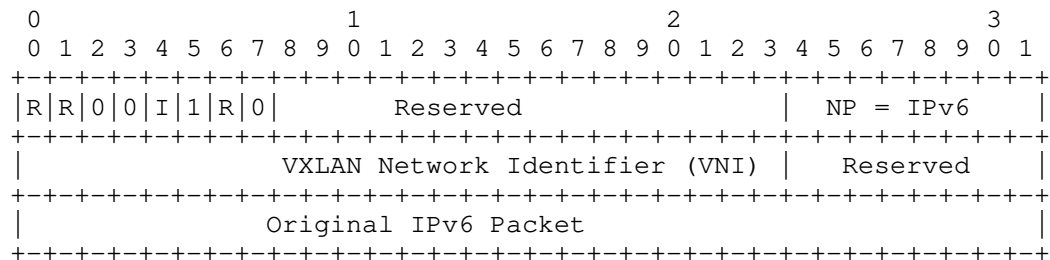 0                   1                   2                   3
 0 1 2 3 4 5 6 7 8 9 0 1 2 3 4 5 6 7 8 9 0 1 2 3 4 5 6 7 8 9 0 1
+-+-+-+-+-+-+-+-+-+-+-+-+-+-+-+-+-+-+-+-+-+-+-+-+-+-+-+-+-+-+-+-+
|R|R|0|0|I|1|R|0|       Reserved                |  NP = IPv6    |
+-+-+-+-+-+-+-+-+-+-+-+-+-+-+-+-+-+-+-+-+-+-+-+-+-+-+-+-+-+-+-+-+
|                VXLAN Network Identifier (VNI) |   Reserved    |
+-+-+-+-+-+-+-+-+-+-+-+-+-+-+-+-+-+-+-+-+-+-+-+-+-+-+-+-+-+-+-+-+
|               Original IPv6 Packet                            |
+-+-+-+-+-+-+-+-+-+-+-+-+-+-+-+-+-+-+-+-+-+-+-+-+-+-+-+-+-+-+-+-+